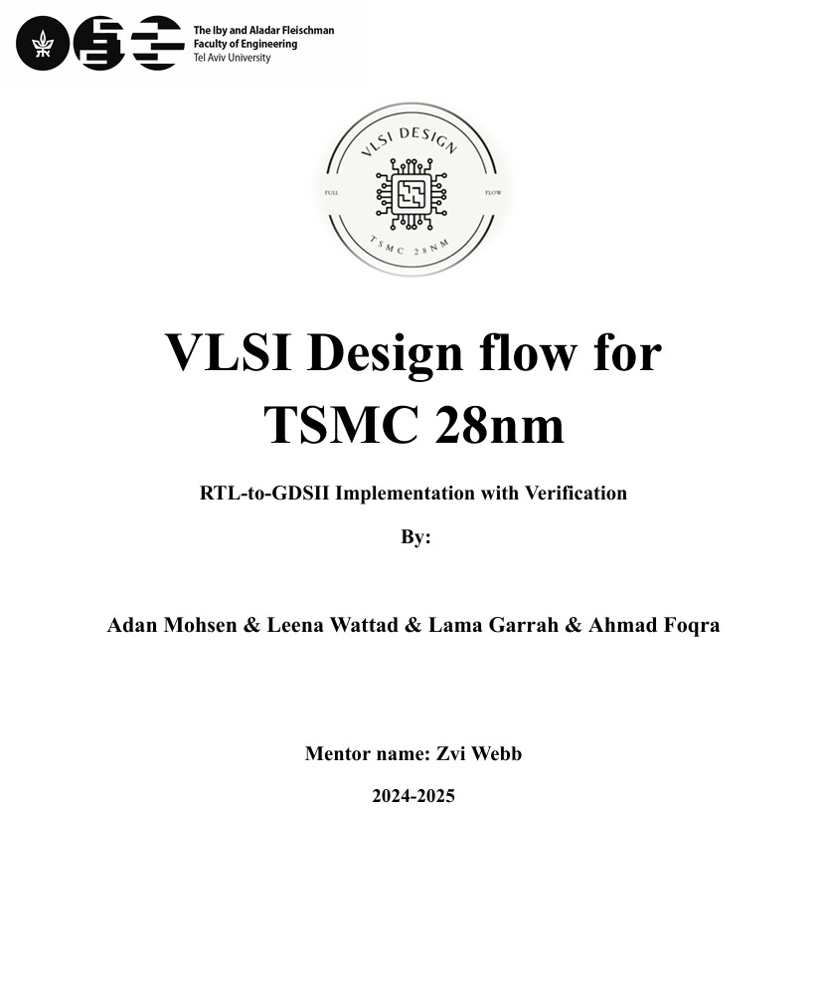 The Iby and Aladar Fleischman
Faculty of Engineering
Tel Aviv University
VLSI DESIGN
FULL
FLOW
TSMC 28NM
VLSI Design flow for
TSMC 28nm
RTL-to-GDSII Implementation with Verification
By:
Adan Mohsen & Leena Wattad & Lama Garrah & Ahmad Foqra
Mentor name: Zvi Webb
2024-2025